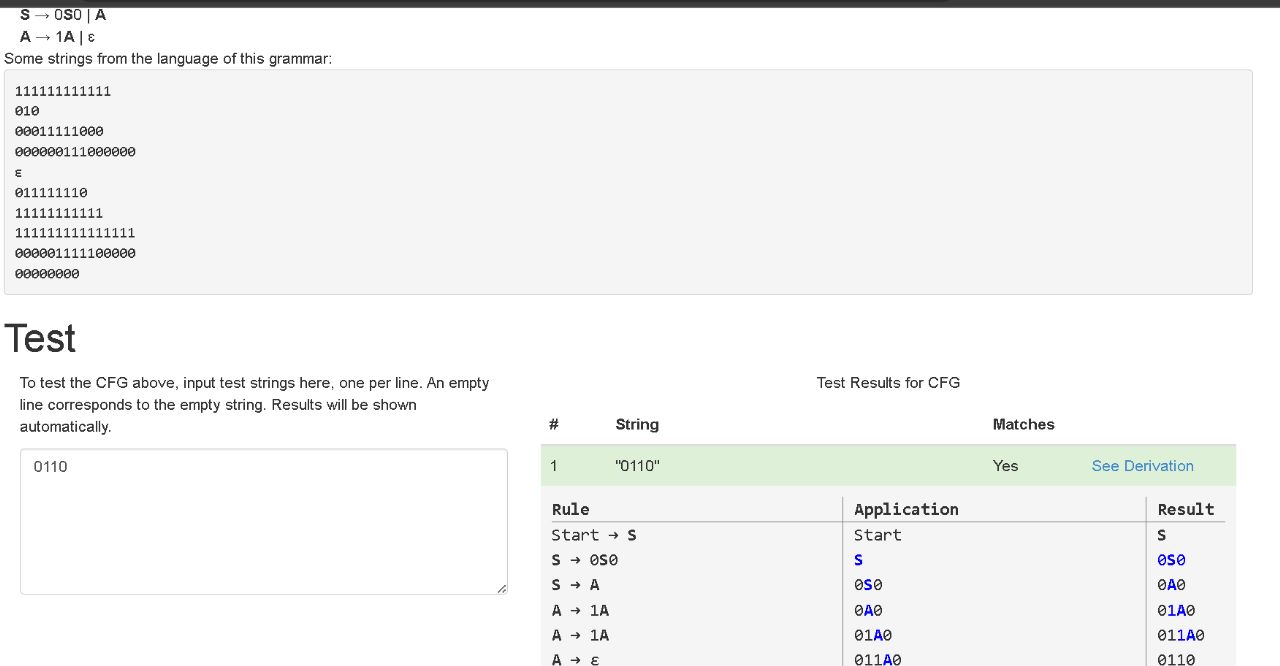 S → 0S0 | A
A → 1A | ε
Some strings from the language of this grammar:
111111111111
010
00011111000
000000111000000
ε
011111110
11111111111
111111111111111
000001111100000
00000000
Test
To test the CFG above, input test strings here, one per line. An empty
line corresponds to the empty string. Results will be shown
automatically.
0110
Test Results for CFG
# String Matches
1 "0110" Yes See Derivation
Rule Application Result
Start → S Start S
S → 0S0 S 0S0
S → A 0S0 0A0
A → 1A 0A0 01A0
A → 1A 01A0 011A0
A → ε 011A0 0110